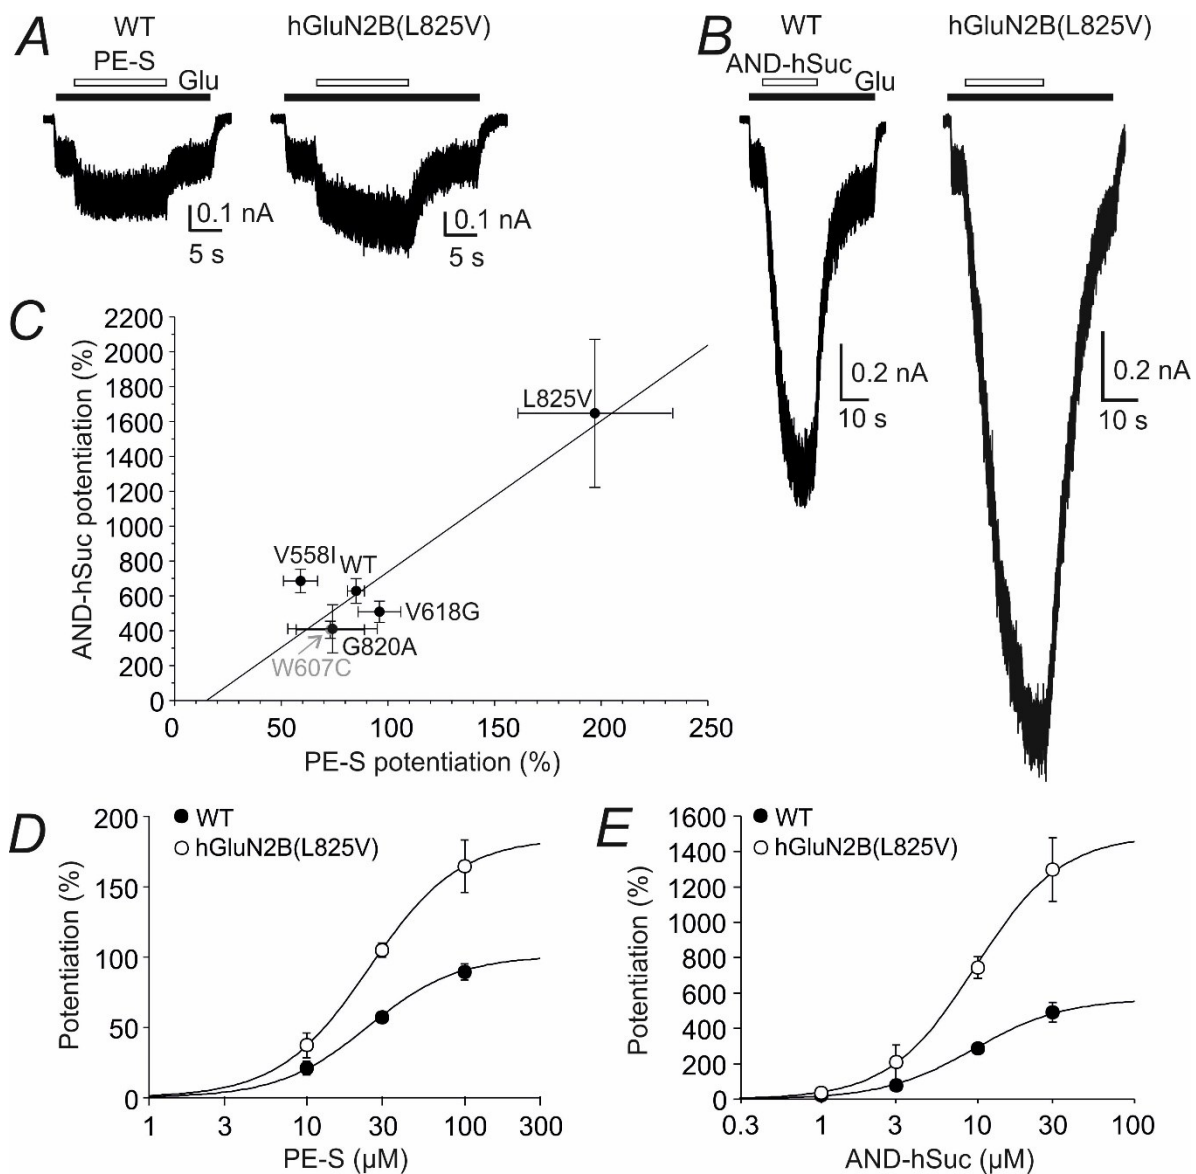 A
WT
hGluN2B(L825V)
PE-S
Glu
0.1 nA
5 s
0.1 nA
5 s
B
WT
hGluN2B(L825V)
AND-hSuc
Glu
0.2 nA
10 s
0.2 nA
10 s
C
AND-hSuc potentiation (%)
2200
2000
1800
1600
1400
1200
1000
800
600
400
200
0
L825V
V558I
WT
V618G
G820A
W607C
0 50 100 150 200 250
PE-S potentiation (%)
D
WT
hGluN2B(L825V)
Potentiation (%)
200
150
100
50
0
1 3 10 30 100 300
PE-S (µM)
E
WT
hGluN2B(L825V)
Potentiation (%)
1600
1400
1200
1000
800
600
400
200
0
0.3 1 3 10 30 100
AND-hSuc (µM)